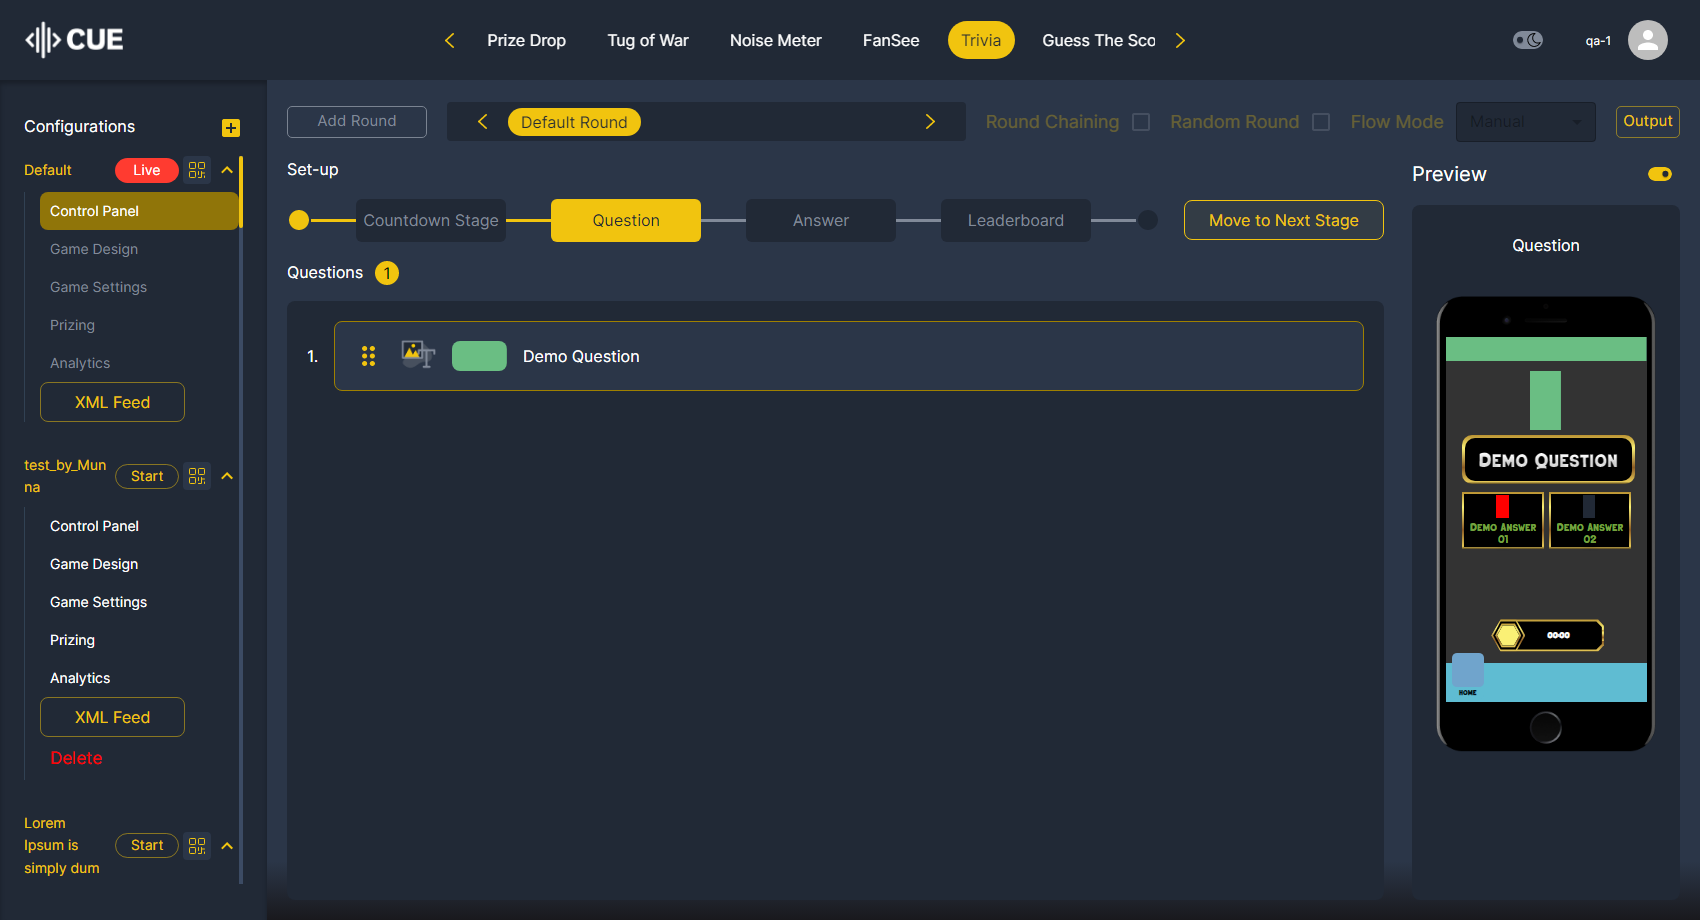 CUE
Prize Drop
Tug of War
Noise Meter
FanSee
Trivia
Guess The Sco
qa-1
Configurations
Default
Live
Control Panel
Game Design
Game Settings
Prizing
Analytics
XML Feed
test_by_Mun
na
Start
Control Panel
Game Design
Game Settings
Prizing
Analytics
XML Feed
Delete
Lorem
Ipsum is
simply dum
Start
Add Round
Default Round
Round Chaining
Random Round
Flow Mode
Manual
Output
Set-up
Countdown Stage
Question
Answer
Leaderboard
Move to Next Stage
Questions 1
1.
Demo Question
Preview
Question
Demo Question
Demo Answer
01
Demo Answer
02
00:00
HOME